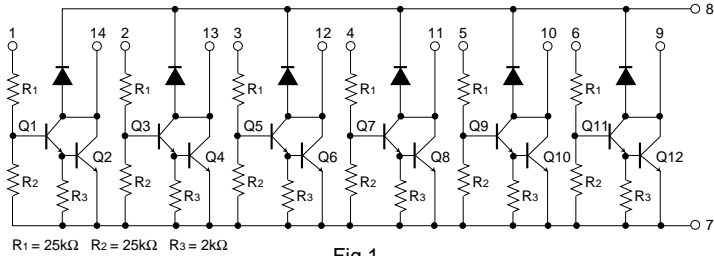 8
1 14 2 13 3 12 4 11 5 10 6 9
R1 R1 R1 R1 R1 R1
Q1 Q3 Q5 Q7 Q9 Q11
Q2 Q4 Q6 Q8 Q10 Q12
R2 R3 R2 R3 R2 R3 R2 R3 R2 R3 R2 R3
7
R1 = 25kΩ R2 = 25kΩ R3 = 2kΩ